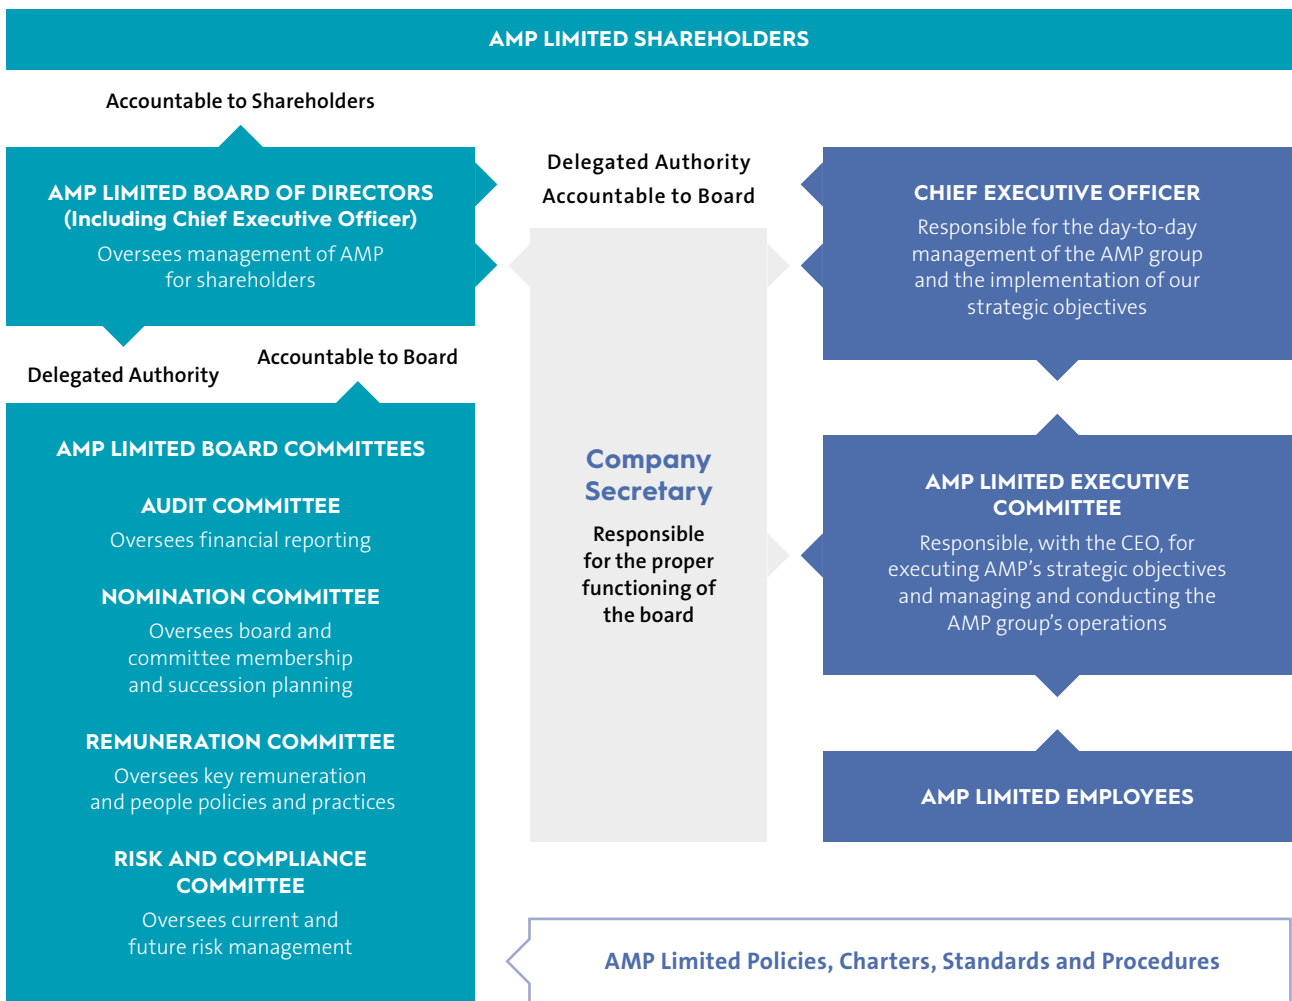 AMP LIMITED SHAREHOLDERS
Accountable to Shareholders
AMP LIMITED BOARD OF DIRECTORS
(Including Chief Executive Officer)
Oversees management of AMP
for shareholders
Delegated Authority
Accountable to Board
Delegated Authority
Accountable to Board
AMP LIMITED BOARD COMMITTEES
AUDIT COMMITTEE
Oversees financial reporting
NOMINATION COMMITTEE
Oversees board and
committee membership
and succession planning
REMUNERATION COMMITTEE
Oversees key remuneration
and people policies and practices
RISK AND COMPLIANCE
COMMITTEE
Oversees current and
future risk management
Company
Secretary
Responsible
for the proper
functioning of
the board
CHIEF EXECUTIVE OFFICER
Responsible for the day-to-day
management of the AMP group
and the implementation of our
strategic objectives
AMP LIMITED EXECUTIVE
COMMITTEE
Responsible, with the CEO, for
executing AMP's strategic objectives
and managing and conducting the
AMP group's operations
AMP LIMITED EMPLOYEES
AMP Limited Policies, Charters, Standards and Procedures